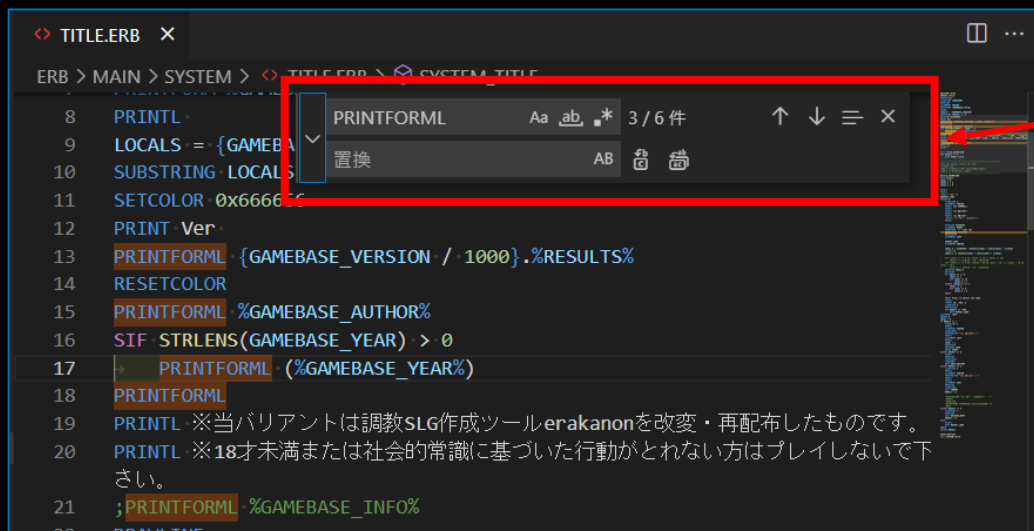 TITLE.ERB
ERB > MAIN > SYSTEM > TITLE.ERB > SYSTEM_TITLE
PRINTFORML
Aa ab .*
3 / 6 件
置換
AB
8 PRINTL
9 LOCALS = {GAMEBA
10 SUBSTRING LOCALS
11 SETCOLOR 0x666666
12 PRINT Ver
13 PRINTFORML {GAMEBASE_VERSION / 1000}.%RESULTS%
14 RESETCOLOR
15 PRINTFORML %GAMEBASE_AUTHOR%
16 SIF STRLENS(GAMEBASE_YEAR) > 0
17 PRINTFORML (%GAMEBASE_YEAR%)
18 PRINTFORML
19 PRINTL ※当バリアントは調教SLG作成ツールerakanonを改変・再配布したものです。
20 PRINTL ※18才未満または社会的常識に基づいた行動がとれない方はプレイしないで下
さい。
21 ;PRINTFORML %GAMEBASE_INFO%